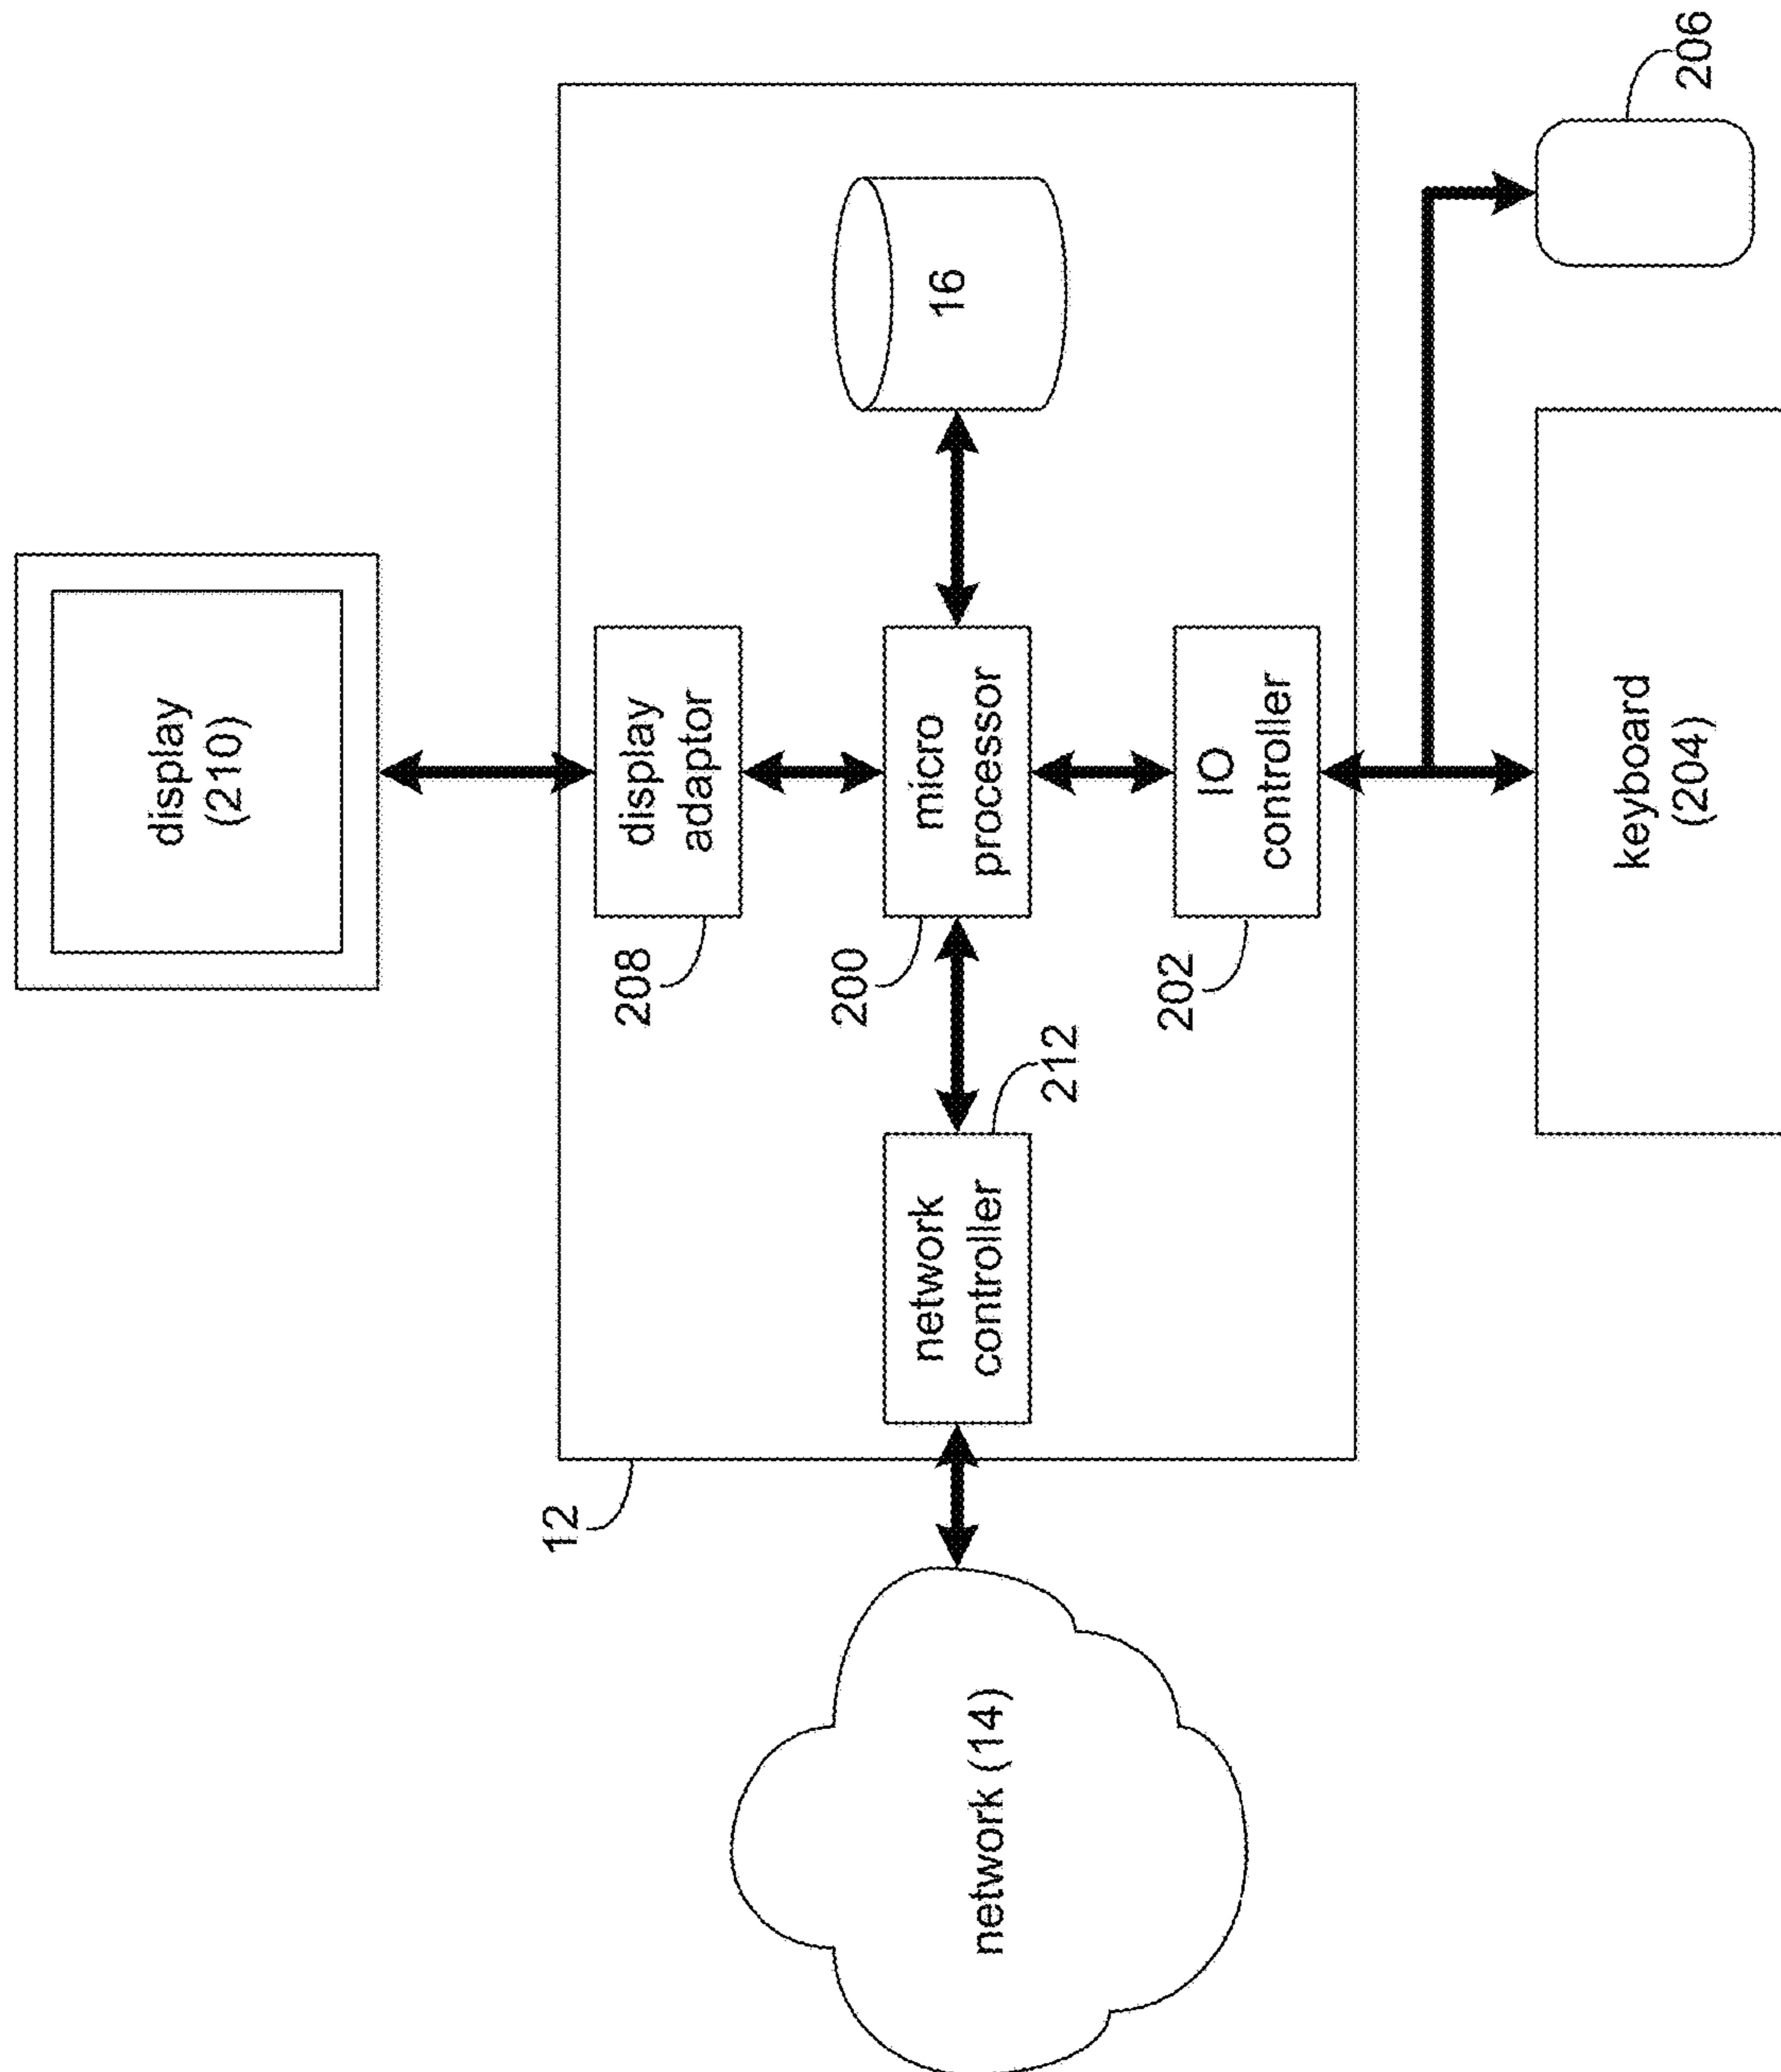 display
(210)
display
adaptor
208
micro
processor
200
16
IO
controller
202
network
controller
212
12
network (14)
keyboard
(204)
206